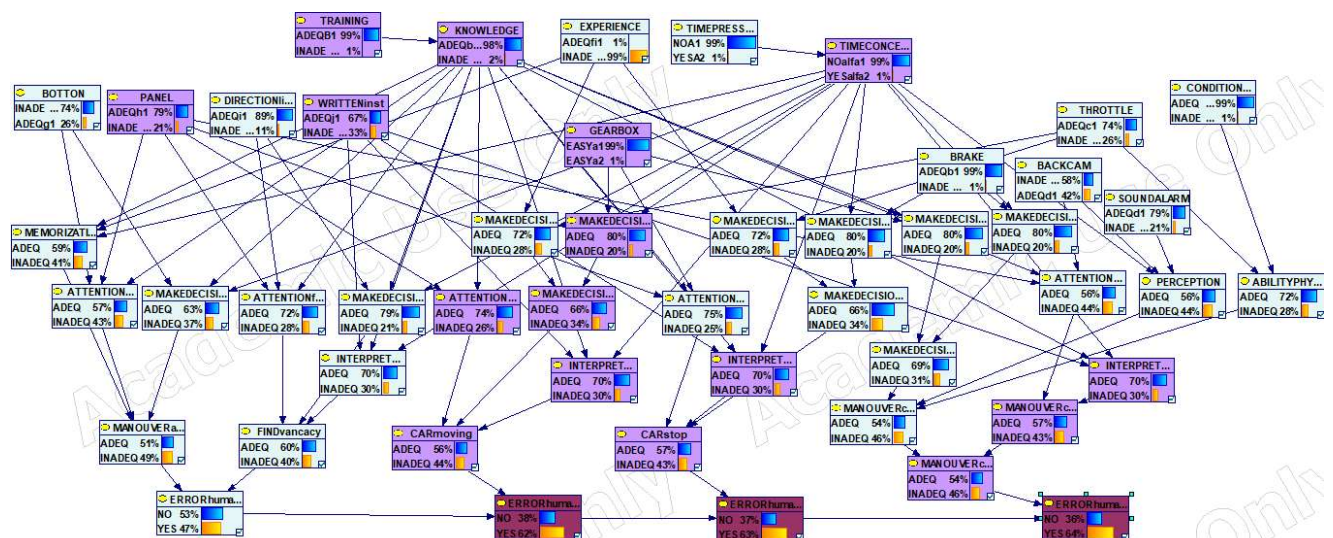 TRAINING
ADEQB1 99%
INADE ... 1%
KNOWLEDGE
ADEQb... 98%
INADE ... 2%
EXPERIENCE
ADEQfi1 1%
INADE ... 99%
TIMEPRESS...
NOA1 99%
YESA2 1%
TIMECONCE...
NOalfa1 99%
YESalfa2 1%
BOTTON
INADE ... 74%
ADEQg1 26%
PANEL
ADEQh1 79%
INADE ... 21%
DIRECTIONli...
ADEQi1 89%
INADE ... 11%
WRITTENinst
ADEQj1 67%
INADE ... 33%
GEARBOX
EASYa1 99%
EASYa2 1%
THROTTLE
ADEQc1 74%
INADE ... 26%
CONDITION...
ADEQ ... 99%
INADE ... 1%
BRAKE
ADEQb1 99%
INADE ... 1%
BACKCAM
INADE ... 58%
ADEQd1 42%
SOUNDALARM
ADEQd1 79%
INADE ... 21%
MEMORIZATI...
ADEQ 59%
INADEQ 41%
MAKEDECISI...
ADEQ 72%
INADEQ 28%
MAKEDECISI...
ADEQ 80%
INADEQ 20%
MAKEDECISI...
ADEQ 72%
INADEQ 28%
MAKEDECISI...
ADEQ 80%
INADEQ 20%
MAKEDECISI...
ADEQ 80%
INADEQ 20%
MAKEDECISI...
ADEQ 80%
INADEQ 20%
ATTENTION...
ADEQ 57%
INADEQ 43%
MAKEDECISI...
ADEQ 63%
INADEQ 37%
ATTENTIONf...
ADEQ 72%
INADEQ 28%
MAKEDECISI...
ADEQ 79%
INADEQ 21%
ATTENTION...
ADEQ 74%
INADEQ 26%
MAKEDECISI...
ADEQ 66%
INADEQ 34%
ATTENTION...
ADEQ 75%
INADEQ 25%
MAKEDECISIO...
ADEQ 66%
INADEQ 34%
ATTENTION...
ADEQ 56%
INADEQ 44%
PERCEPTION
ADEQ 56%
INADEQ 44%
ABILITYPHY...
ADEQ 72%
INADEQ 28%
INTERPRET...
ADEQ 70%
INADEQ 30%
INTERPRET...
ADEQ 70%
INADEQ 30%
INTERPRET...
ADEQ 70%
INADEQ 30%
MAKEDECISI...
ADEQ 69%
INADEQ 31%
INTERPRET...
ADEQ 70%
INADEQ 30%
MANOUVERa...
ADEQ 51%
INADEQ 49%
FINDvancacy
ADEQ 60%
INADEQ 40%
CARmoving
ADEQ 56%
INADEQ 44%
CARstop
ADEQ 57%
INADEQ 43%
MANOUVERc...
ADEQ 54%
INADEQ 46%
MANOUVERc...
ADEQ 57%
INADEQ 43%
MANOUVERc...
ADEQ 54%
INADEQ 46%
ERRORhuma...
NO 53%
YES 47%
ERRORhuma...
NO 38%
YES 62%
ERRORhuma...
NO 37%
YES 63%
ERRORhuma...
NO 36%
YES 64%
Academic Use Only
Academic Use Only